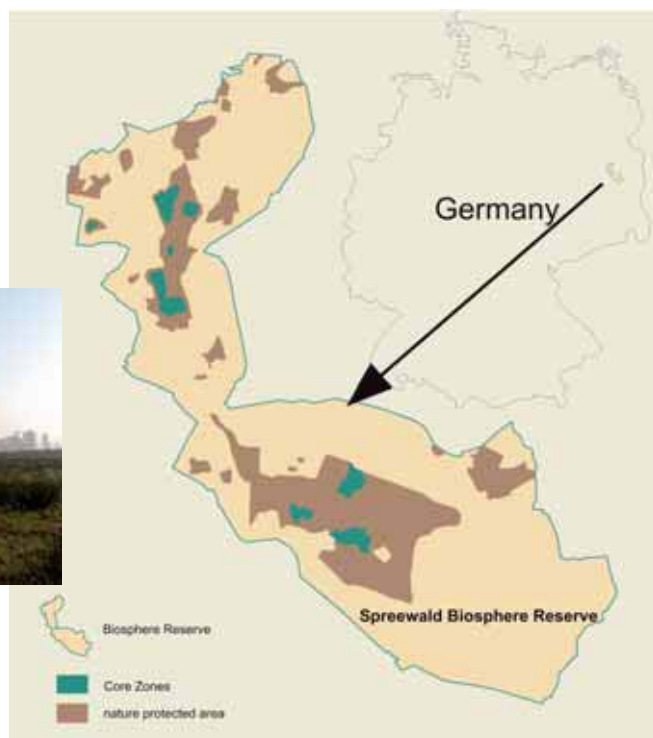 Germany
Spreewald Biosphere Reserve
Biosphere Reserve
Core Zones
nature protected area